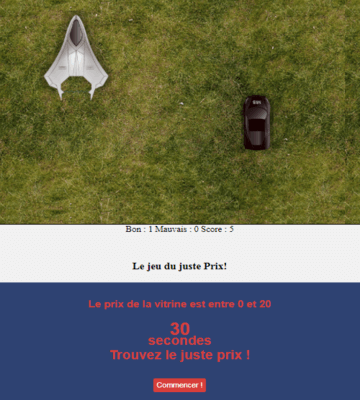 Bon : 1 Mauvais : 0 Score : 5
Le jeu du juste Prix!
Le prix de la vitrine est entre 0 et 20
30
secondes
Trouvez le juste prix !
Commencer !